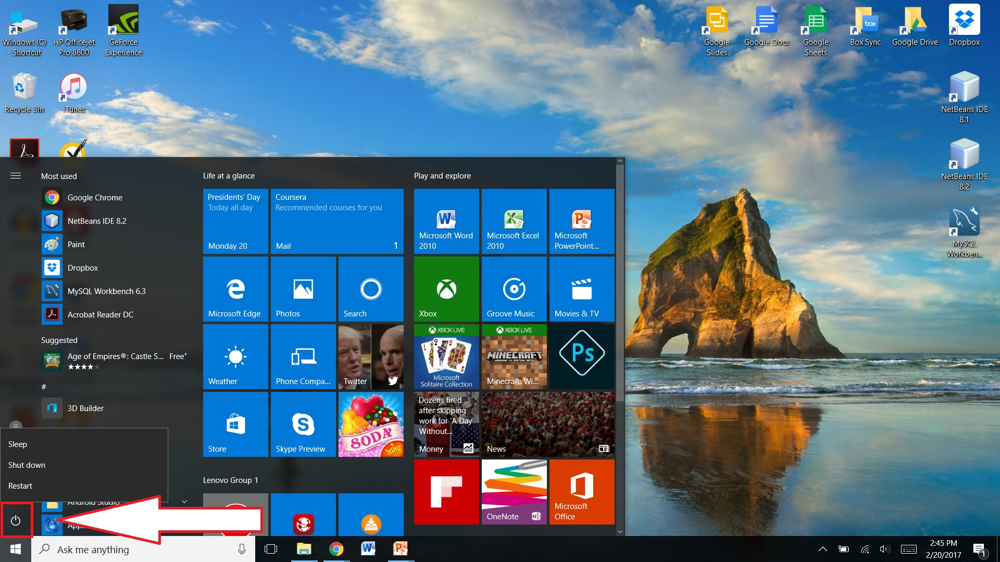 Windows (C)
- Shortcut
HP Officejet
Pro 8600
GeForce
Experience
Google
Slides
Google Docs
Google
Sheets
Box Sync
box
Google Drive
Dropbox
Recycle Bin
iTunes
NetBeans IDE
8.1
NetBeans IDE
8.2
MySQL
Workben...
Most used
Google Chrome
NetBeans IDE 8.2
Paint
Dropbox
MySQL Workbench 6.3
Acrobat Reader DC
Suggested
Age of Empires®: Castle S... Free+
#
3D Builder
Sleep
Shut down
Restart
Android Studio
Life at a glance
Presidents' Day
Today all day
Monday 20
Coursera
Recommended courses for you
Mail 1
Microsoft Edge
Photos
Search
Weather
Phone Compa...
Twitter
Store
Skype Preview
SODA
King
Lenovo Group 1
Play and explore
Microsoft Word
2010
Microsoft Excel
2010
Microsoft
PowerPoint...
Xbox
Groove Music
Movies & TV
XBOX LIVE
Microsoft
Solitaire Collection
XBOX LIVE
MINECRAFT
WINDOWS 10 EDITION BETA
Minecraft: Wi...
Ps
Dozens fired
after skipping
work for 'A Day
Without...
Money
News
OneNote
Microsoft
Office
Ask me anything
2:45 PM
2/20/2017
1